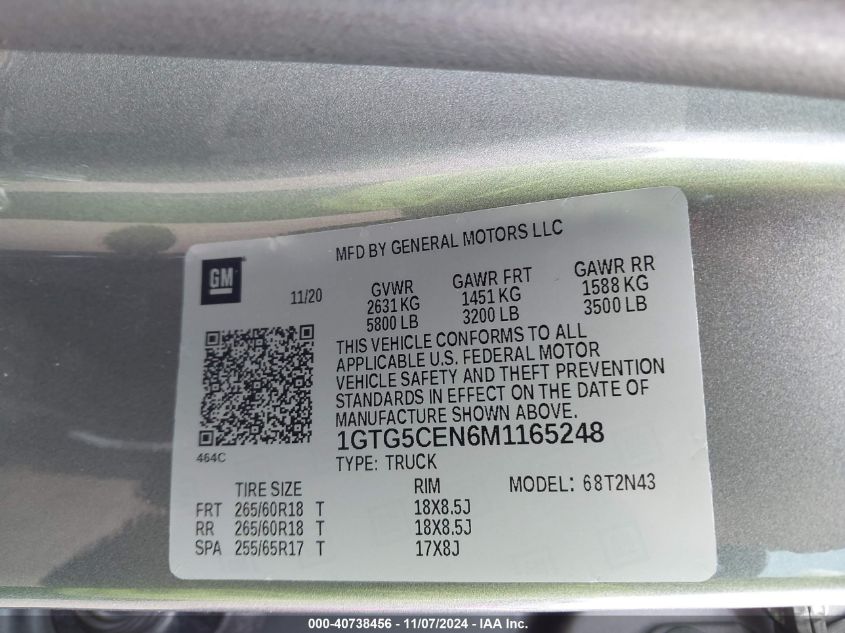 MFD BY GENERAL MOTORS LLC
GM
11/20
GVWR GAWR FRT GAWR RR
2631 KG 1451 KG 1588 KG
5800 LB 3200 LB 3500 LB
THIS VEHICLE CONFORMS TO ALL
APPLICABLE U.S. FEDERAL MOTOR
VEHICLE SAFETY AND THEFT PREVENTION
STANDARDS IN EFFECT ON THE DATE OF
MANUFACTURE SHOWN ABOVE.
1GTG5CEN6M1165248
464C
TYPE: TRUCK
TIRE SIZE RIM MODEL: 68T2N43
FRT 265/60R18 T 18X8.5J
RR 265/60R18 T 18X8.5J
SPA 255/65R17 T 17X8J
000-40738456 - 11/07/2024 - IAA Inc.